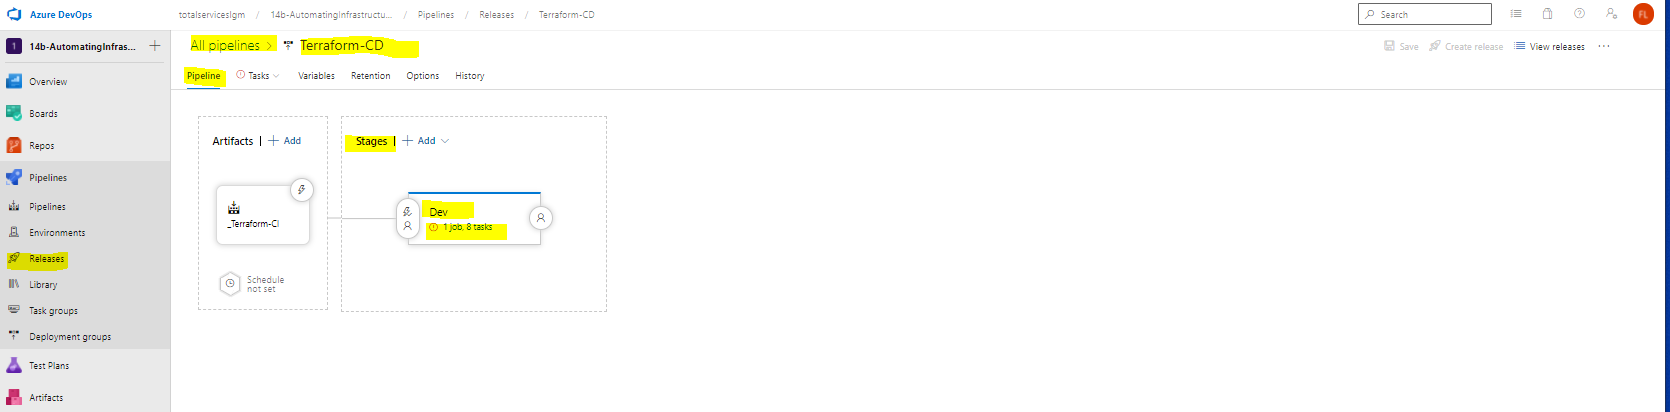 Azure DevOps
totalserviceslgm / 14b-AutomatingInfrastructu... / Pipelines / Releases / Terraform-CD
Search
FL
1 14b-AutomatingInfras... +
All pipelines > Terraform-CD
Save Create release View releases ...
Pipeline Tasks Variables Retention Options History
Overview
Boards
Repos
Pipelines
Pipelines
Environments
Releases
Library
Task groups
Deployment groups
Test Plans
Artifacts
Artifacts | + Add
_Terraform-CI
Schedule
not set
Stages | + Add
Dev
1 job, 8 tasks